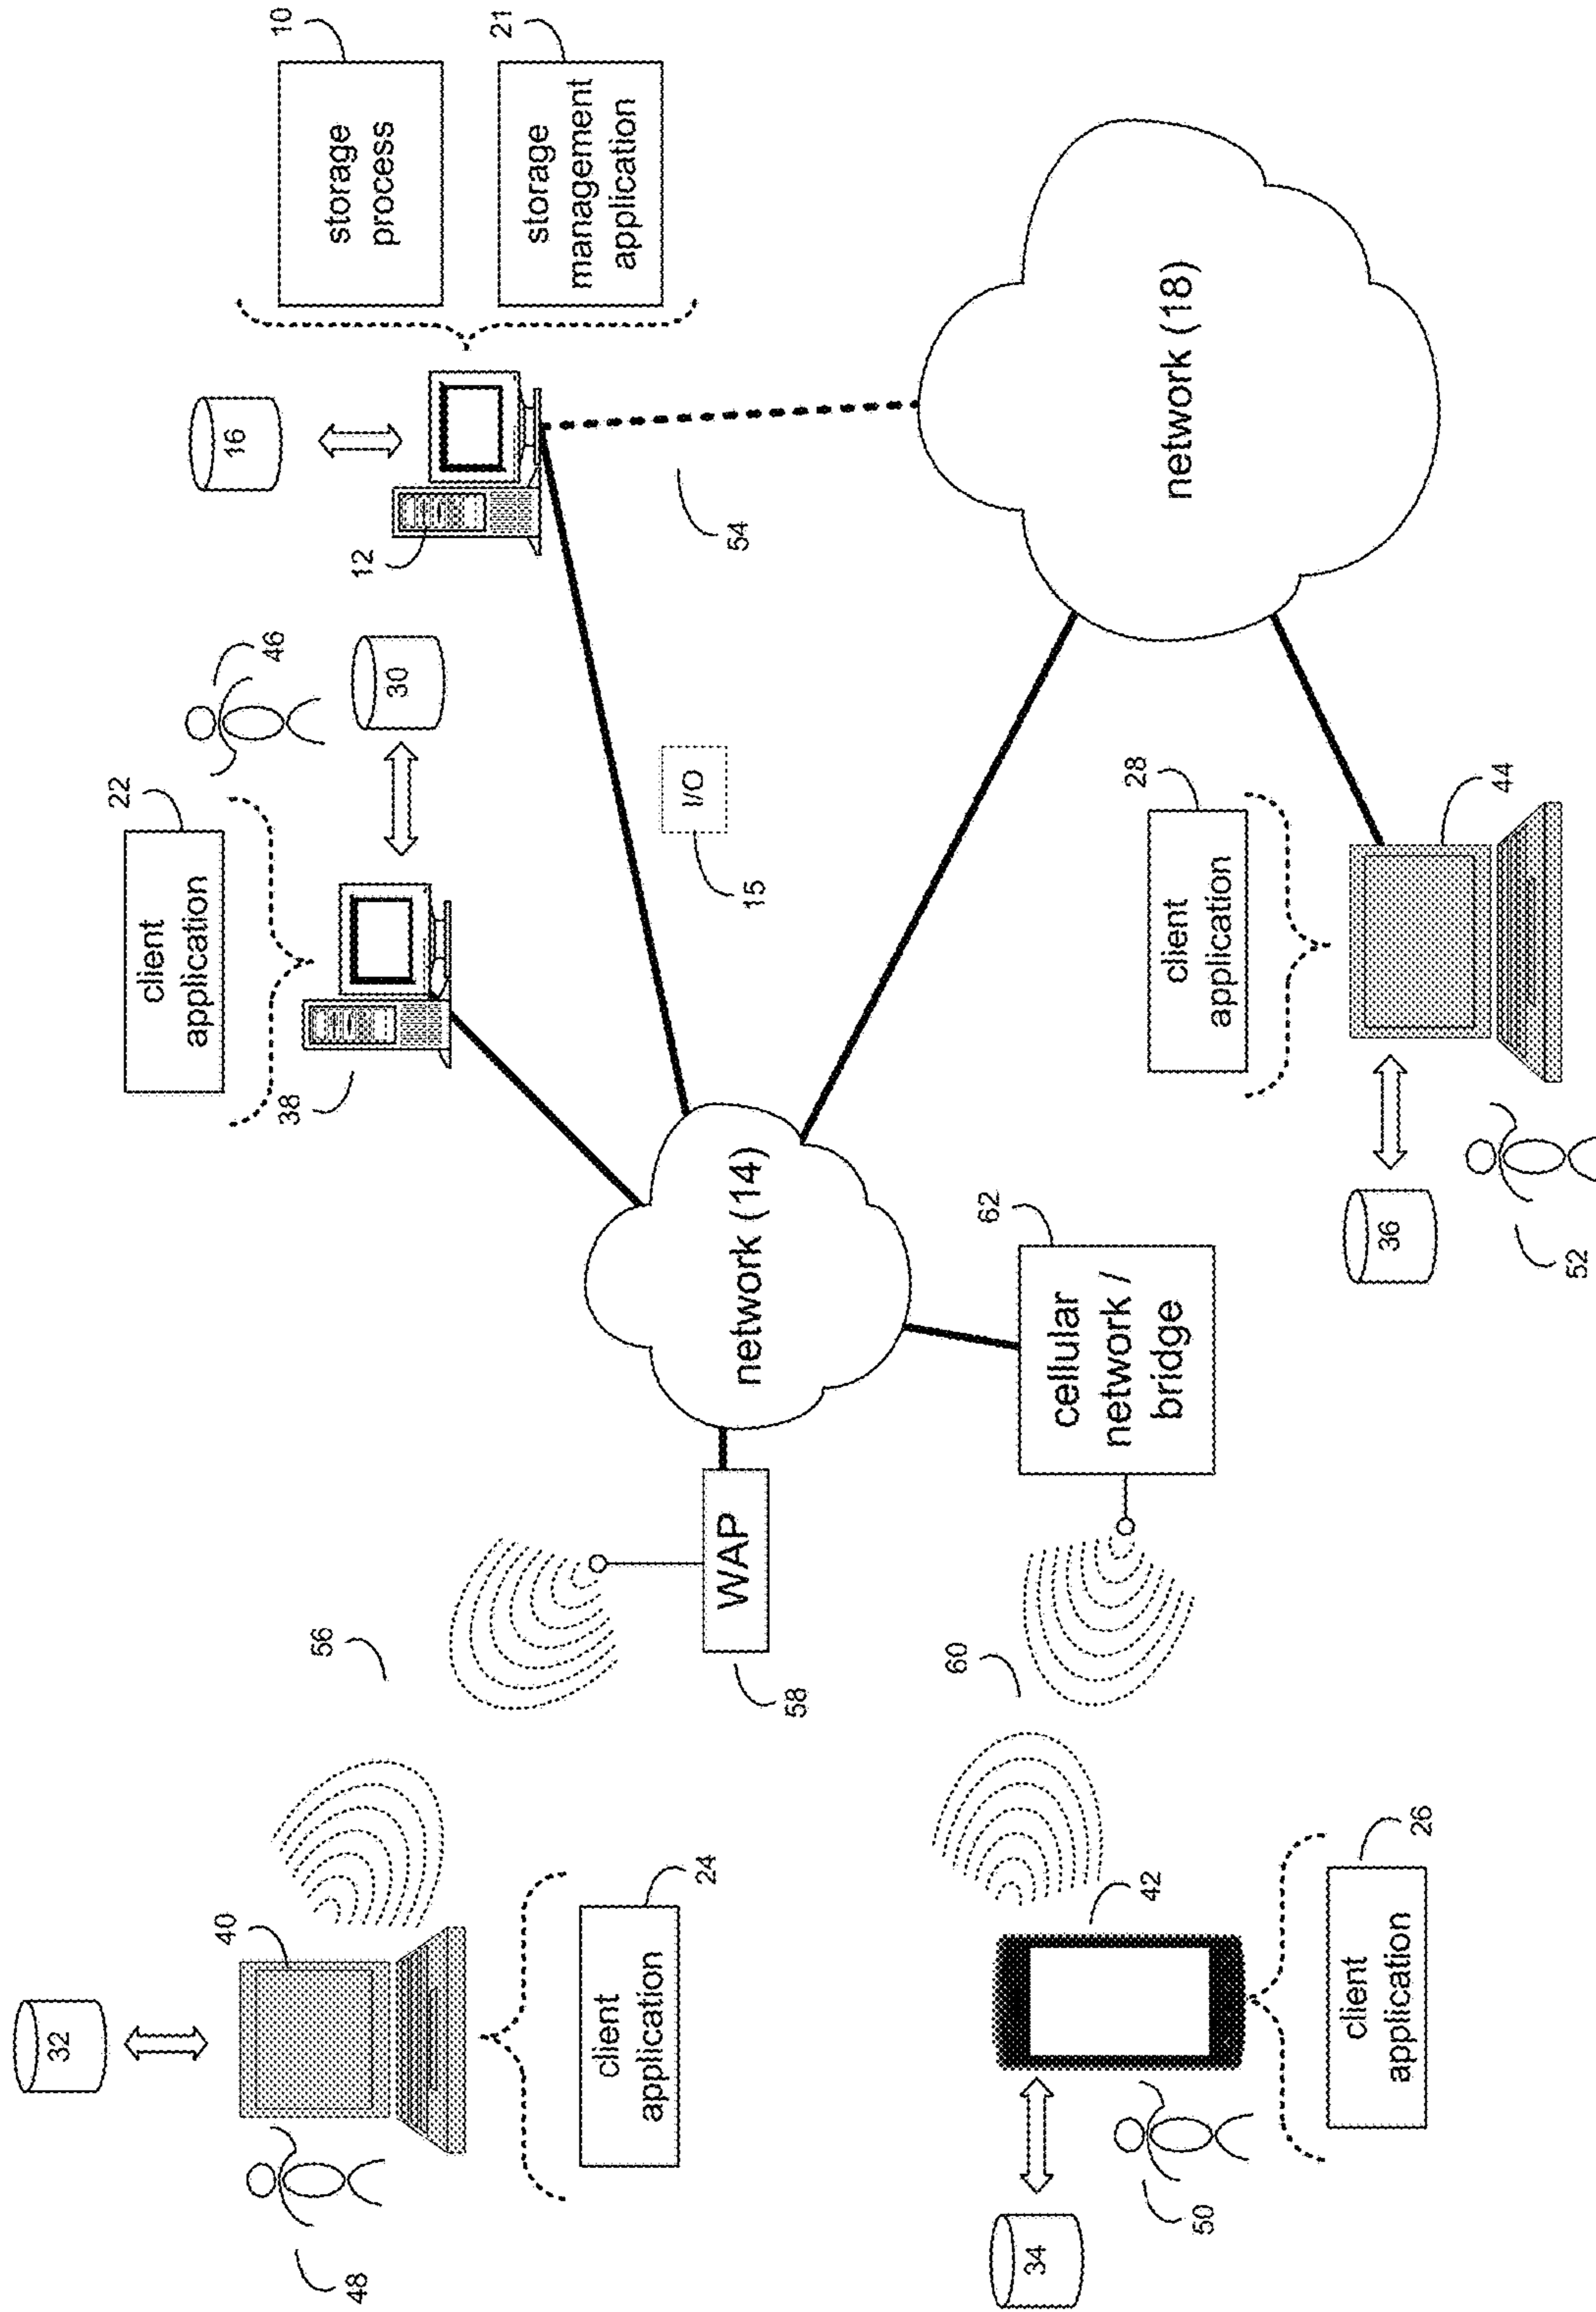 32
40
48
client
application
24
56
WAP
58
22
client
application
38
46
30
16
12
storage
process
10
storage
management
application
21
network (14)
I/O
15
54
34
42
50
client
application
26
60
cellular
network /
bridge
62
network (18)
28
client
application
44
36
52